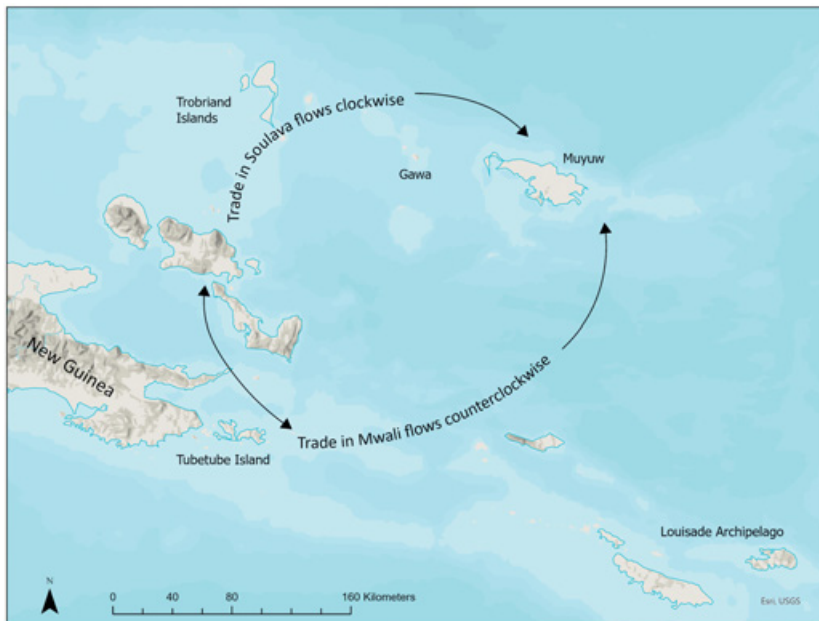 Trobriand
Islands
Trade in Soulava flows clockwise
Gawa
Muyuw
New Guinea
Trade in Mwali flows counterclockwise
Tubetube Island
Louisade Archipelago
N
0 40 80 160 Kilometers
Esri, USGS